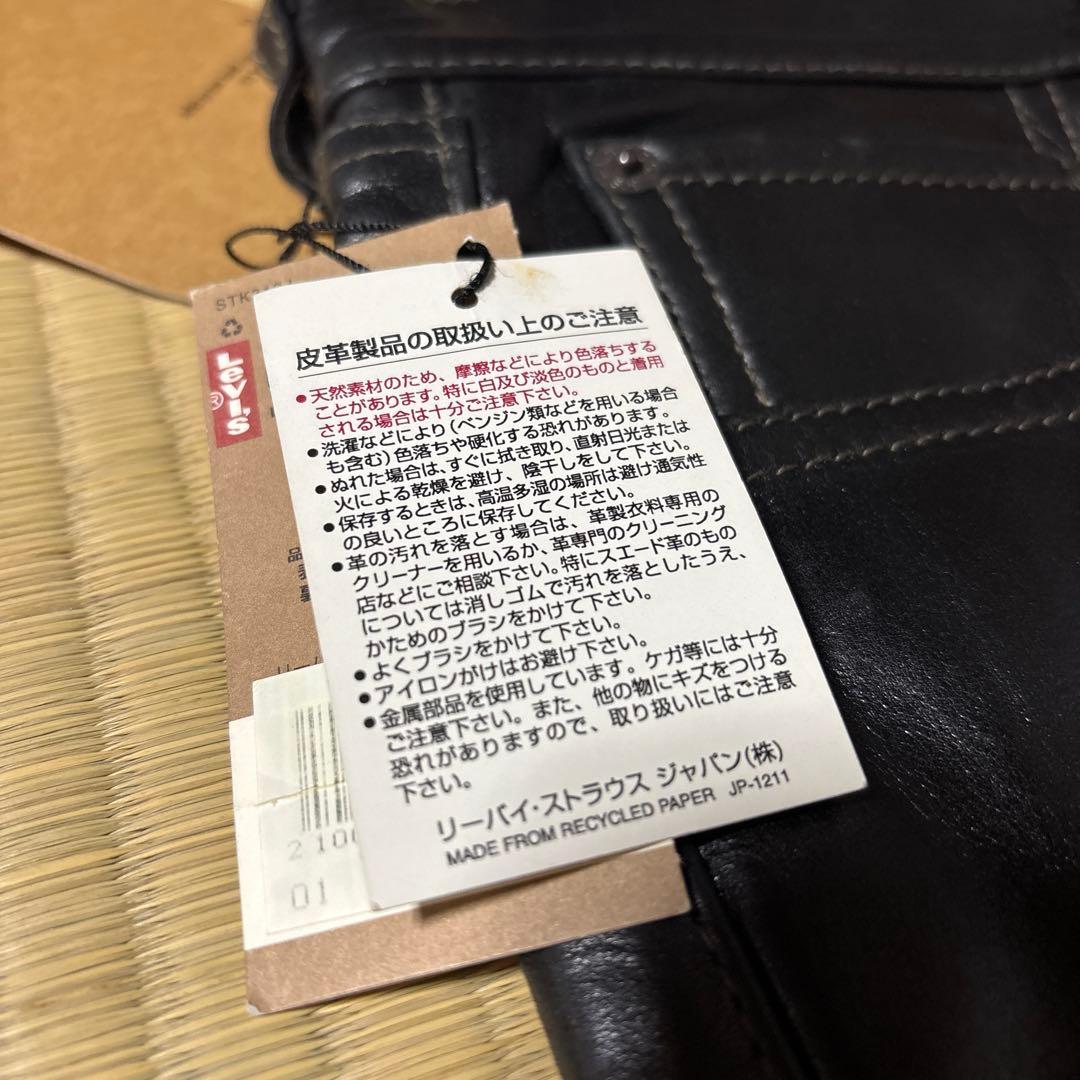 STK
Levi's
®
皮革製品の取扱い上のご注意
●天然素材のため、摩擦などにより色落ちする
ことがあります。特に白及び淡色のものと着用
される場合は十分ご注意下さい。
●洗濯などにより(ベンジン類などを用いる場合
も含む)色落ちや硬化する恐れがあります。
●ぬれた場合は、すぐに拭き取り、直射日光または
火による乾燥を避け、陰干しをして下さい。
●保存するときは、高温多湿の場所は避け通気性
の良いところに保存してください。
●革の汚れを落とす場合は、革製衣料専用の
クリーナーを用いるか、革専門のクリーニング
店などにご相談下さい。特にスエード革のもの
については消しゴムで汚れを落としたうえ、
かためのブラシをかけて下さい。
●よくブラシをかけて下さい。
●アイロンがけはお避け下さい。
●金属部品を使用しています。ケガ等には十分
ご注意下さい。また、他の物にキズをつける
恐れがありますので、取り扱いにはご注意
下さい。
リーバイ・ストラウス ジャパン(株)
MADE FROM RECYCLED PAPER JP-1211
品
2 100
01